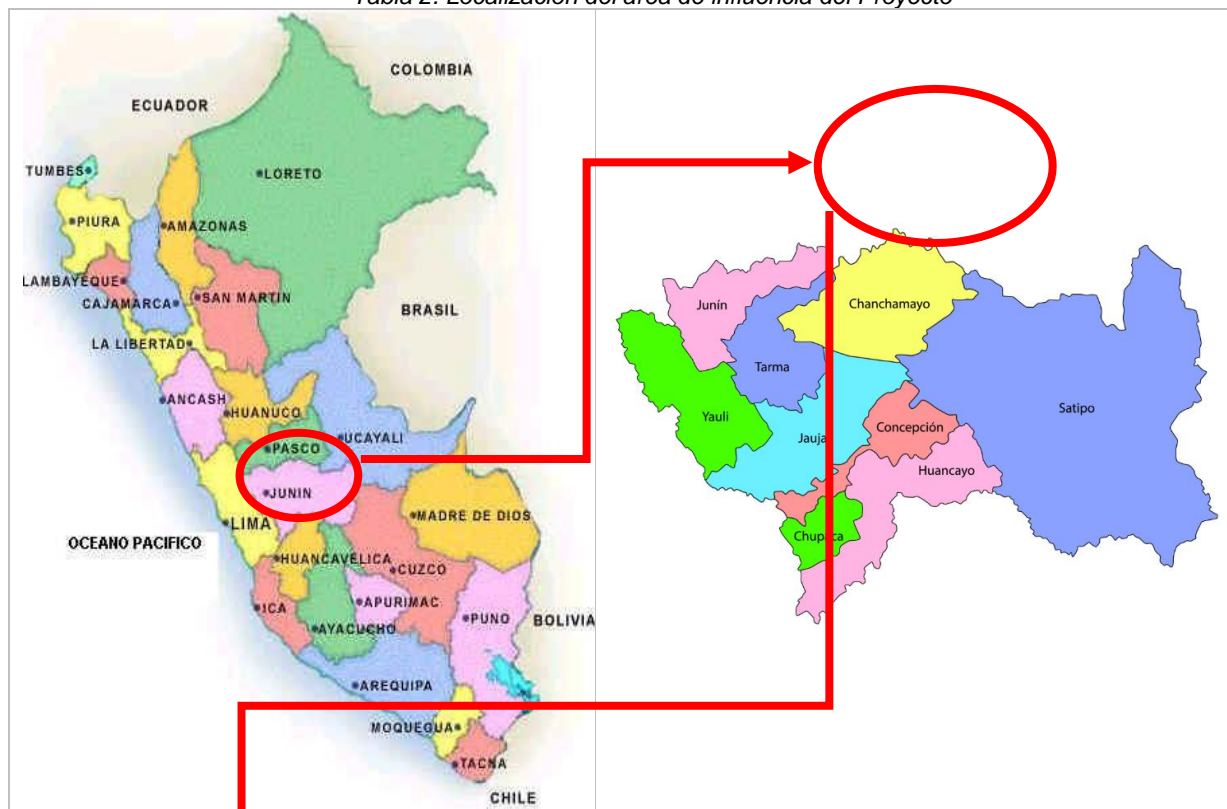 Tabla 2: Localización del área de influencia del Proyecto
COLOMBIA
ECUADOR
TUMBES
LORETO
PIURA
AMAZONAS
LAMBAYEQUE
SAN MARTIN
CAJAMARCA
BRASIL
LA LIBERTAD
ANCASH
HUANUCO
UCAYALI
PASCO
JUNIN
MADRE DE DIOS
LIMA
OCEANO PACIFICO
HUANCAVELICA
CUZCO
ICA
APURIMAC
PUNO
BOLIVIA
AYACUCHO
AREQUIPA
MOQUEGUA
TACNA
CHILE
Junín
Chanchamayo
Tarma
Yauli
Satipo
Concepción
Jauja
Huancayo
Chupaca